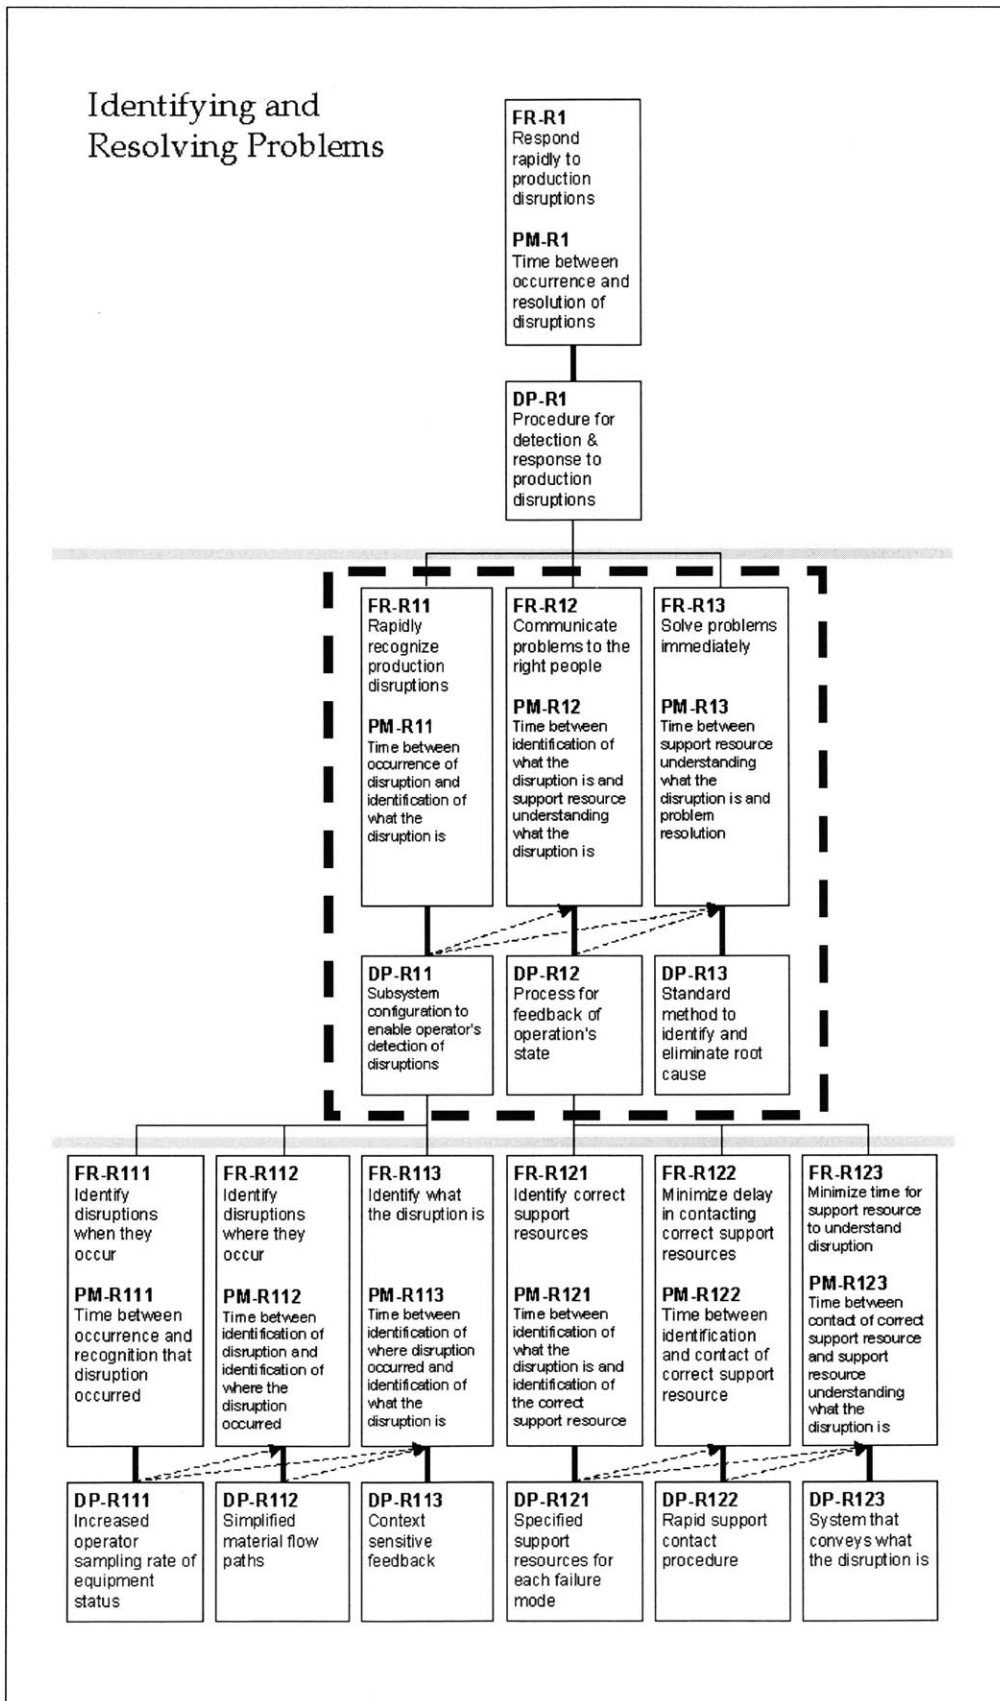 Identifying and
Resolving Problems
FR-R1
Respond
rapidly to
production
disruptions
PM-R1
Time between
occurrence and
resolution of
disruptions
DP-R1
Procedure for
detection &
response to
production
disruptions
FR-R11
Rapidly
recognize
production
disruptions
PM-R11
Time between
occurrence of
disruption and
identification of
what the
disruption is
FR-R12
Communicate
problems to the
right people
PM-R12
Time between
identification of
what the
disruption is and
support resource
understanding
what the
disruption is
FR-R13
Solve problems
immediately
PM-R13
Time between
support resource
understanding
what the
disruption is and
problem
resolution
DP-R11
Subsystem
configuration to
enable operator's
detection of
disruptions
DP-R12
Process for
feedback of
operation's
state
DP-R13
Standard
method to
identify and
eliminate root
cause
FR-R111
Identify
disruptions
when they
occur
PM-R111
Time between
occurrence and
recognition that
disruption
occurred
FR-R112
Identify
disruptions
where they
occur
PM-R112
Time between
identification of
disruption and
identification of
where the
disruption
occurred
FR-R113
Identify what
the disruption is
PM-R113
Time between
identification of
where disruption
occurred and
identification of
what the
disruption is
FR-R121
Identify correct
support
resources
PM-R121
Time between
identification of
what the
disruption is and
identification of
the correct
support resource
FR-R122
Minimize delay
in contacting
correct support
resources
PM-R122
Time between
identification
and contact of
correct support
resource
FR-R123
Minimize time for
support resource
to understand
disruption
PM-R123
Time between
contact of correct
support resource
and support
resource
understanding
what the
disruption is
DP-R111
Increased
operator
sampling rate of
equipment
status
DP-R112
Simplified
material flow
paths
DP-R113
Context
sensitive
feedback
DP-R121
Specified
support
resources for
each failure
mode
DP-R122
Rapid support
contact
procedure
DP-R123
System that
conveys what
the disruption is